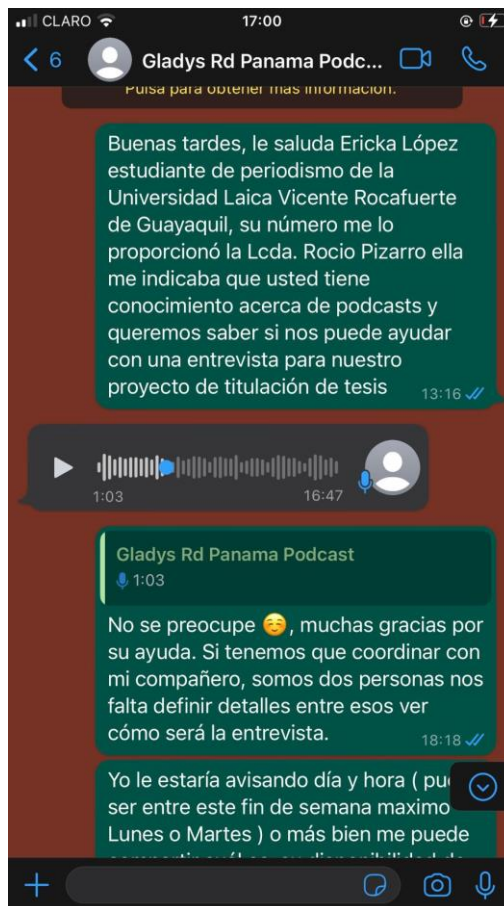 CLARO 17:00
6 Gladys Rd Panama Podc...
Pulsa para obtener más información.
Buenas tardes, le saluda Ericka López
estudiante de periodismo de la
Universidad Laica Vicente Rocafuerte
de Guayaquil, su número me lo
proporcionó la Lcda. Rocio Pizarro ella
me indicaba que usted tiene
conocimiento acerca de podcasts y
queremos saber si nos puede ayudar
con una entrevista para nuestro
proyecto de titulación de tesis 13:16
1:03 16:47
Gladys Rd Panama Podcast
1:03
No se preocupe ☺️, muchas gracias por
su ayuda. Si tenemos que coordinar con
mi compañero, somos dos personas nos
falta definir detalles entre esos ver
cómo será la entrevista. 18:18
Yo le estaría avisando día y hora ( pu
ser entre este fin de semana maximo
Lunes o Martes ) o más bien me puede